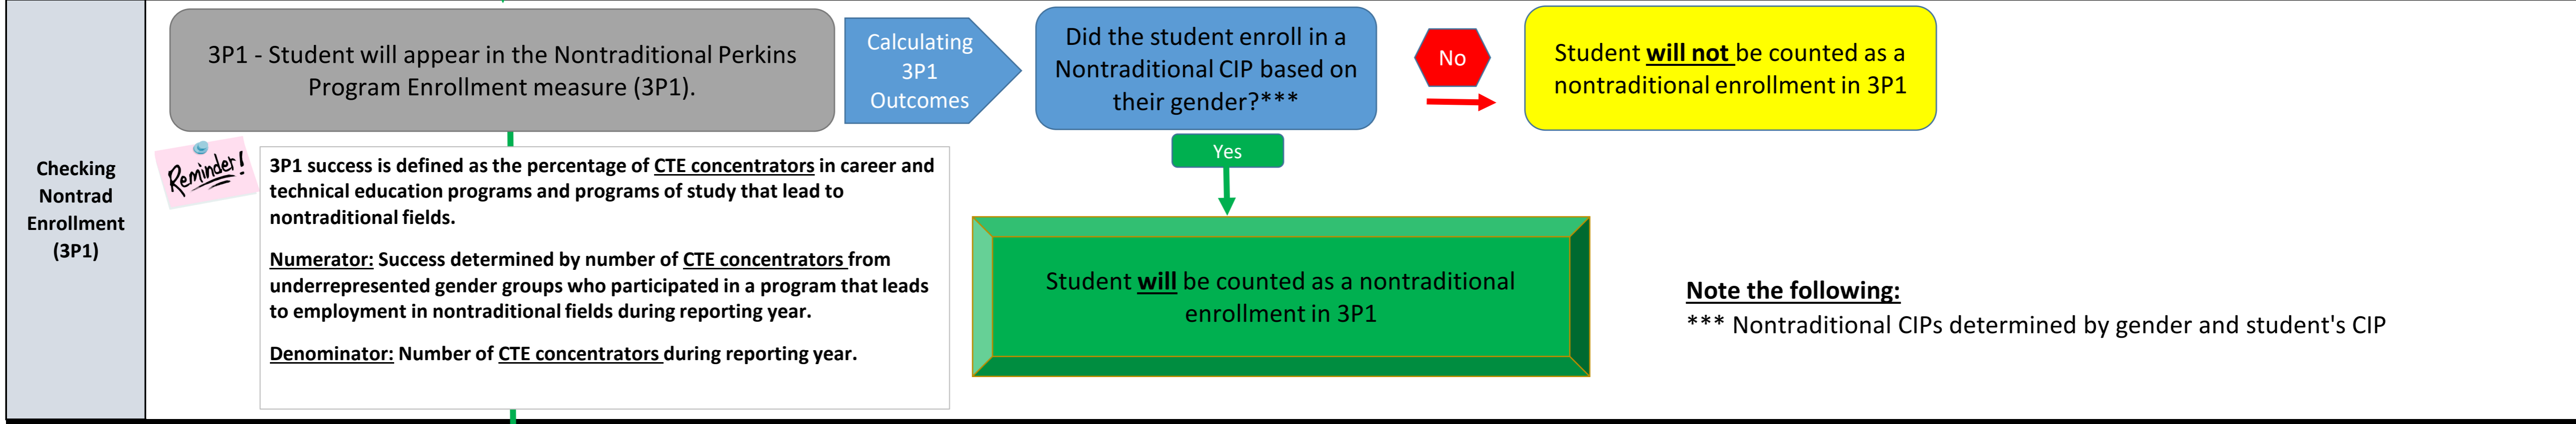 Checking
Nontrad
Enrollment
(3P1)
3P1 - Student will appear in the Nontraditional Perkins
Program Enrollment measure (3P1).
Calculating
3P1
Outcomes
Did the student enroll in a
Nontraditional CIP based on
their gender?***
No
Student will not be counted as a
nontraditional enrollment in 3P1
Yes
Reminder!
3P1 success is defined as the percentage of CTE concentrators in career and
technical education programs and programs of study that lead to
nontraditional fields.
Numerator: Success determined by number of CTE concentrators from
underrepresented gender groups who participated in a program that leads
to employment in nontraditional fields during reporting year.
Denominator: Number of CTE concentrators during reporting year.
Student will be counted as a nontraditional
enrollment in 3P1
Note the following:
*** Nontraditional CIPs determined by gender and student's CIP